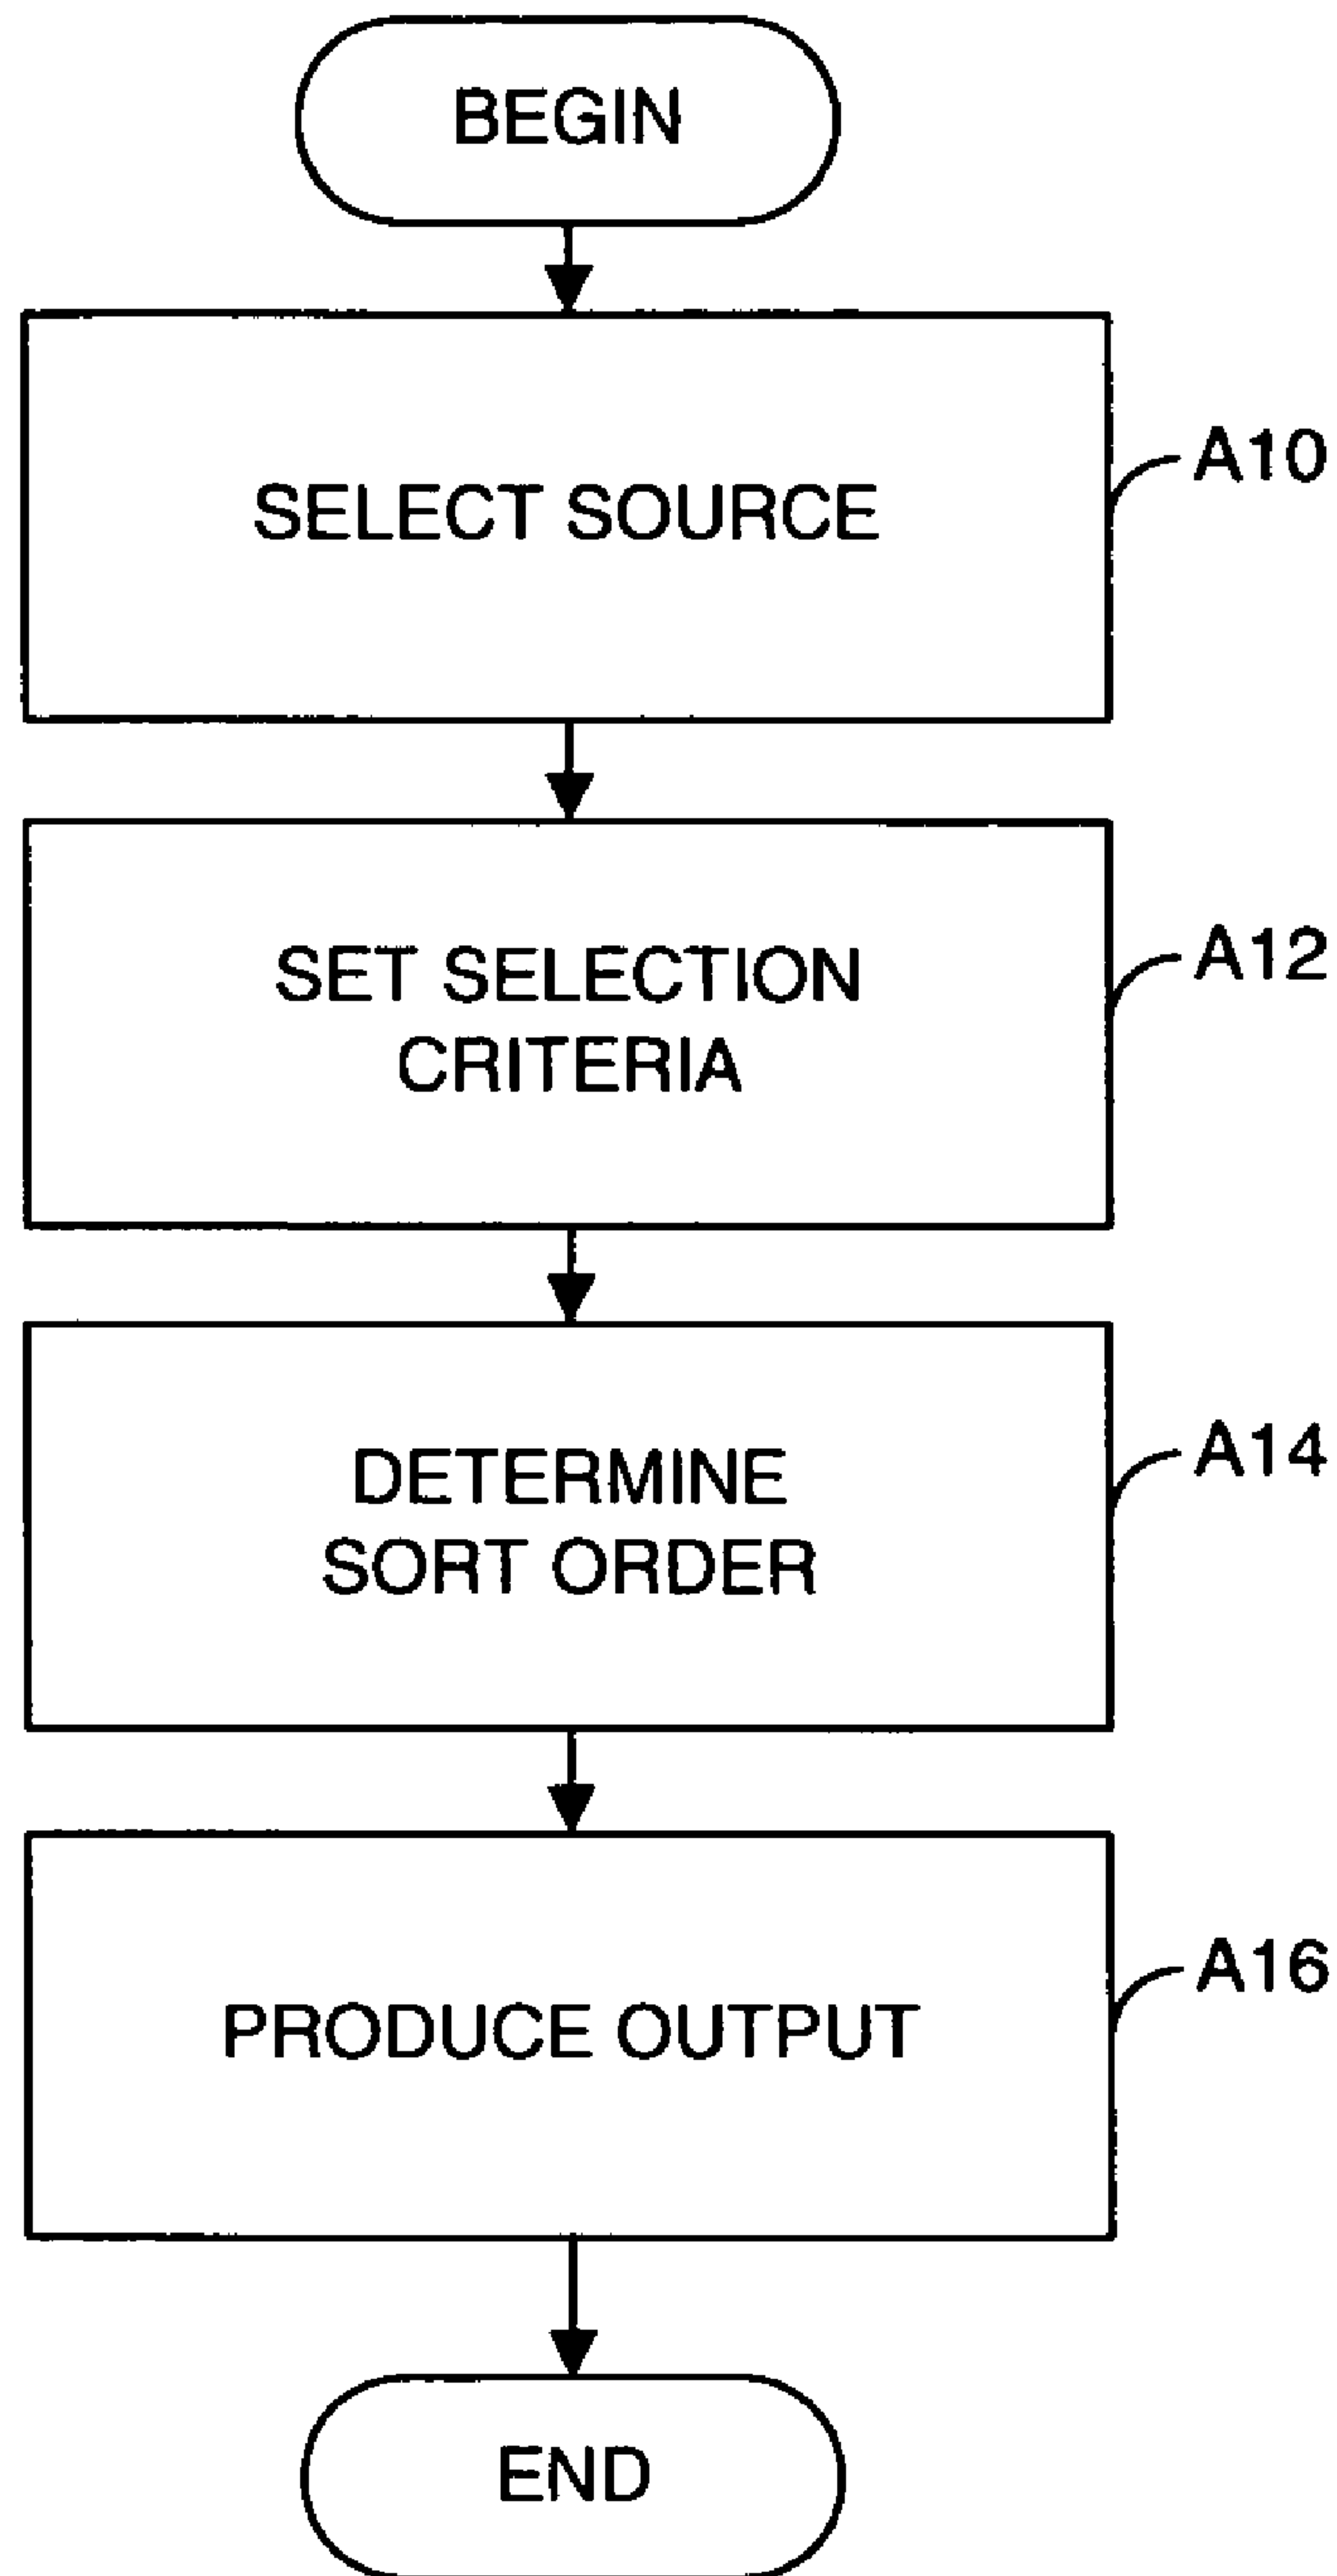 BEGIN
SELECT SOURCE
A10
SET SELECTION
CRITERIA
A12
DETERMINE
SORT ORDER
A14
PRODUCE OUTPUT
A16
END